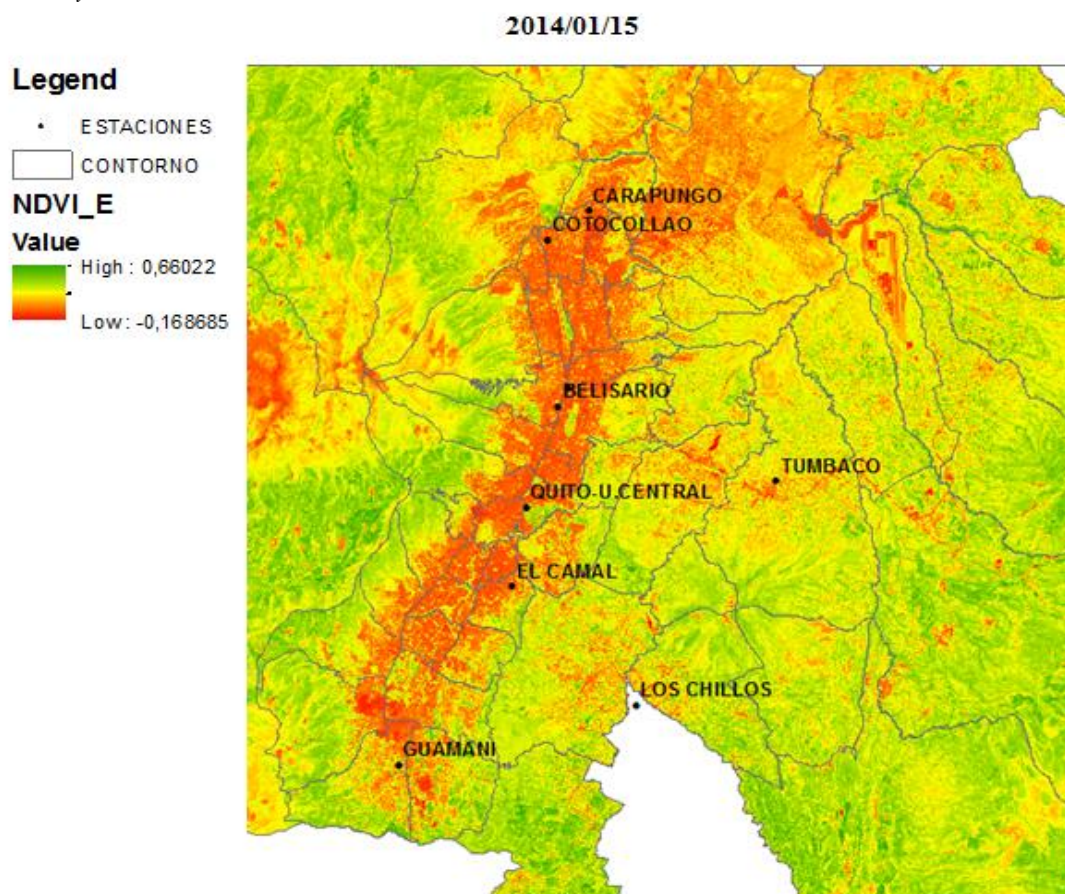 2014/01/15
Legend
ESTACIONES
CONTORNO
NDVI_E
Value
High : 0,66022
Low : -0,168685
CARAPUNGO
COTOCOLLAO
BELISARIO
TUMBACO
QUITO-U.CENTRAL
EL CAMAL
LOS CHILLOS
GUAMANI